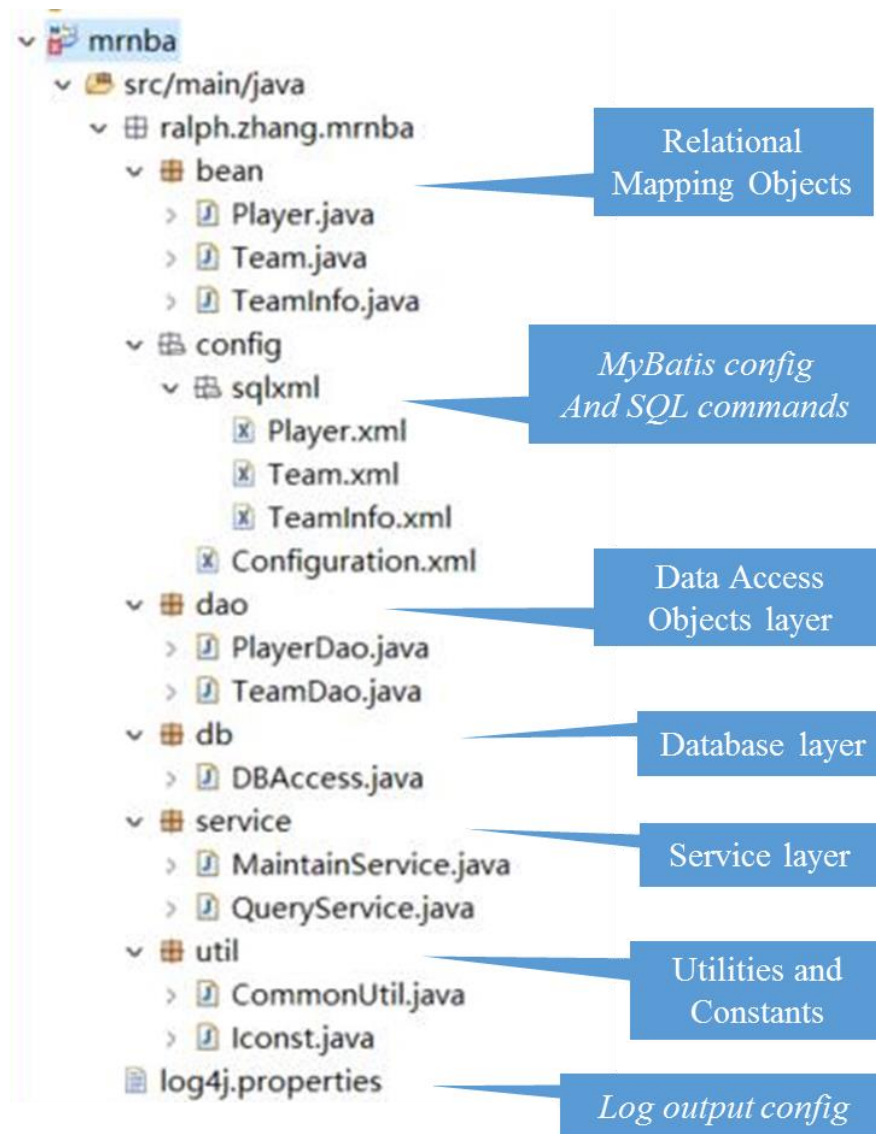 mrnba
src/main/java
ralph.zhang.mrnba
Relational
Mapping Objects
bean
Player.java
Team.java
TeamInfo.java
config
MyBatis config
And SQL commands
sqlxml
Player.xml
Team.xml
TeamInfo.xml
Configuration.xml
Data Access
Objects layer
dao
PlayerDao.java
TeamDao.java
db
Database layer
DBAccess.java
service
Service layer
MaintainService.java
QueryService.java
util
Utilities and
Constants
CommonUtil.java
Iconst.java
log4j.properties
Log output config